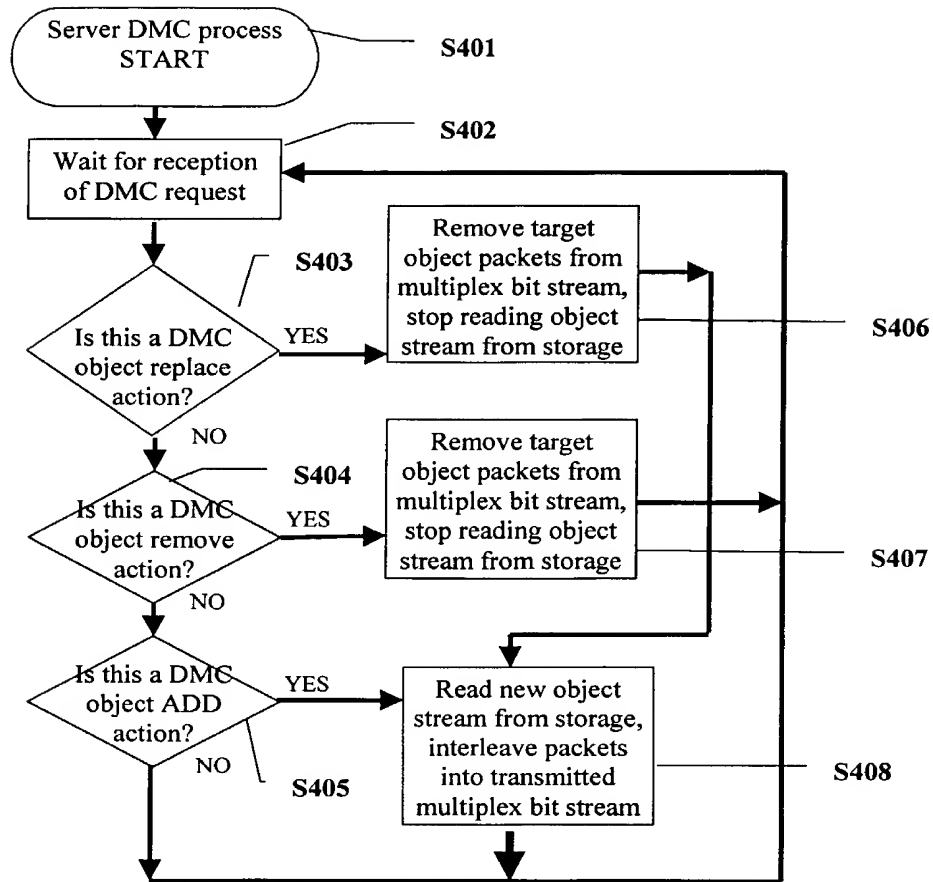 Server DMC process
START
S401
S402
Wait for reception
of DMC request
S403
Is this a DMC
object replace
action?
YES
NO
Remove target
object packets from
multiplex bit stream,
stop reading object
stream from storage
S406
S404
Is this a DMC
object remove
action?
YES
NO
Remove target
object packets from
multiplex bit stream,
stop reading object
stream from storage
S407
Is this a DMC
object ADD
action?
YES
NO
S405
Read new object
stream from storage,
interleave packets
into transmitted
multiplex bit stream
S408